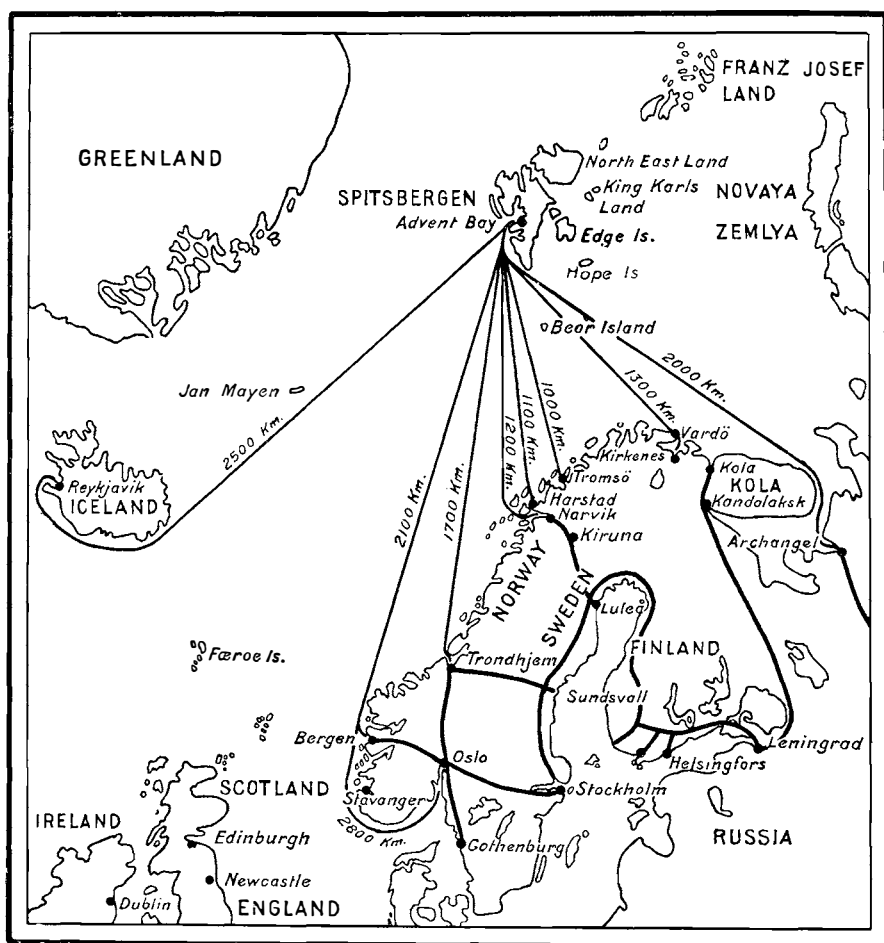 FRANZ JOSEF
LAND
GREENLAND
North East Land
SPITSBERGEN
King Karls
Land
NOVAYA
ZEMLYA
Advent Bay
Edge Is.
Hope Is
Bear Island
Jan Mayen
2500 Km.
2100 Km.
1700 Km.
1200 Km.
1100 Km.
1000 Km.
1300 Km.
2000 Km.
Vardö
Kirkenes
Kola
KOLA
Kandalaksk
Reykjavik
ICELAND
Tromsö
Harstad
Narvik
Kiruna
Archangel
NORWAY
SWEDEN
Luleå
FINLAND
Færoe Is.
Trondhjem
Sundsvall
Bergen
Oslo
Leningrad
Helsingfors
SCOTLAND
Stavanger
Stockholm
2800 Km.
IRELAND
Edinburgh
Gothenburg
RUSSIA
Newcastle
Dublin
ENGLAND